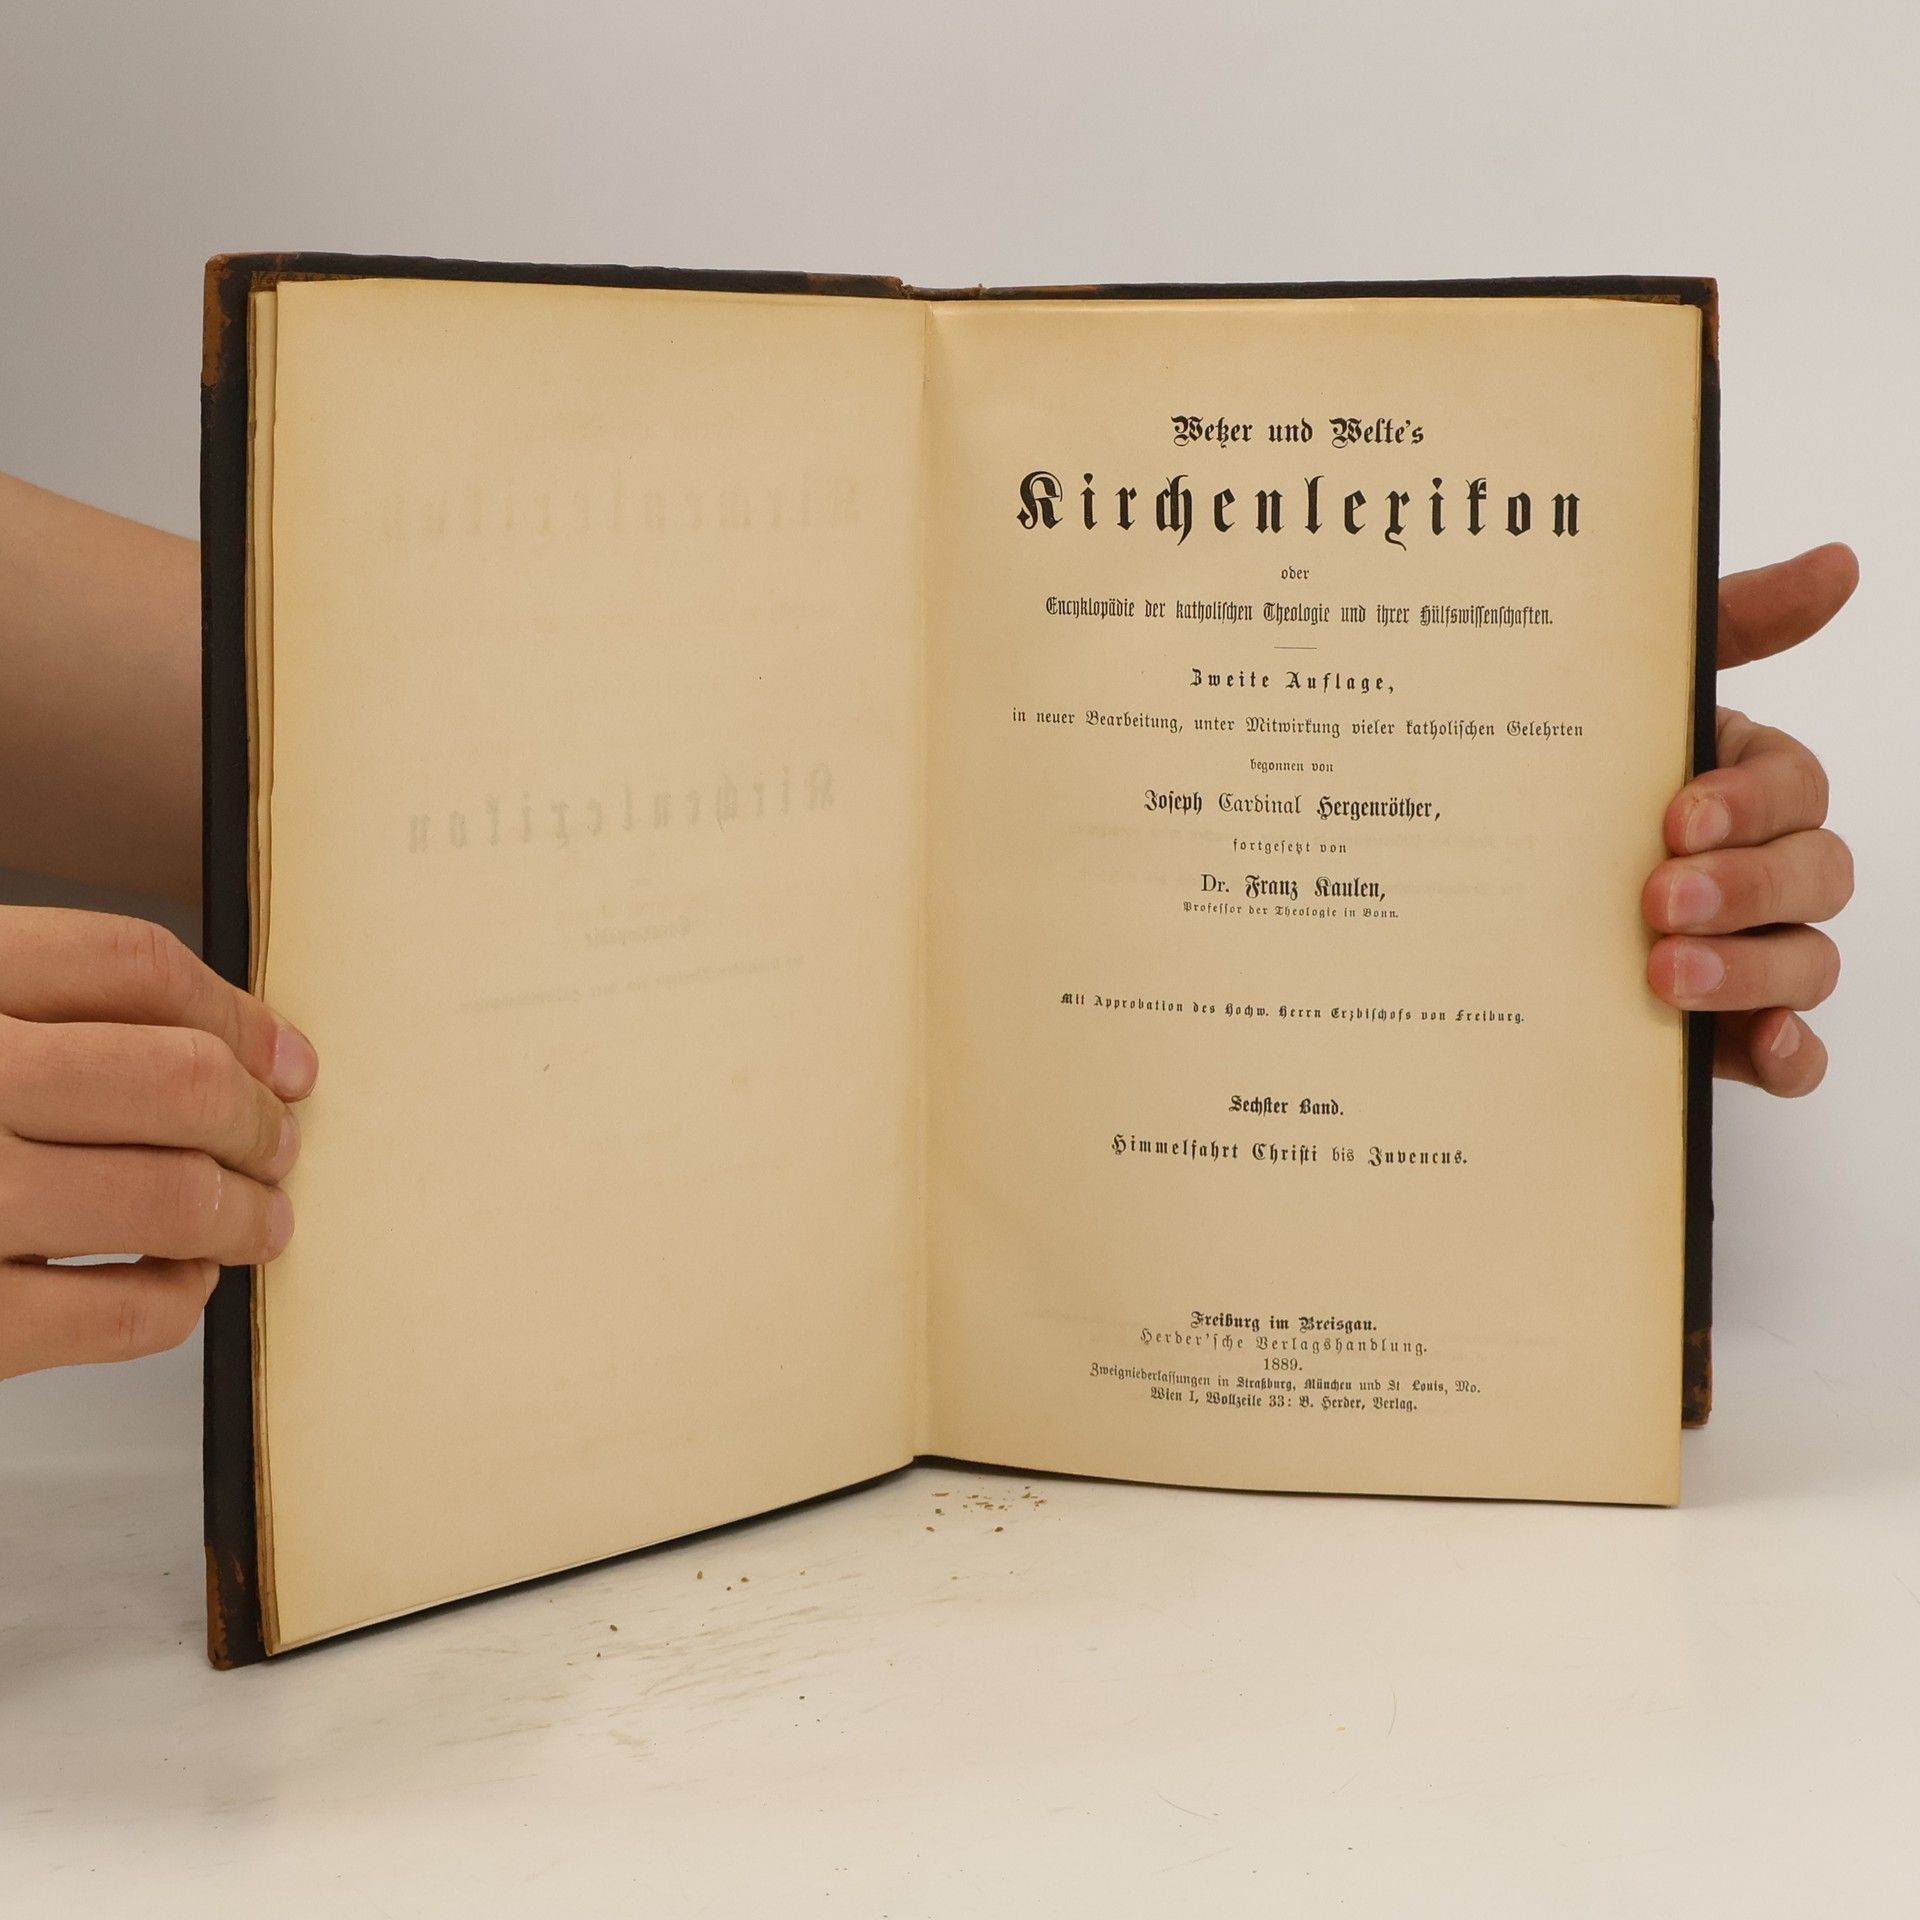 Wetzer und Welte's
Kirchenlexikon
oder
Encyklopädie der katholischen Theologie und ihrer Hülfswissenschaften.
Zweite Auflage,
in neuer Bearbeitung, unter Mitwirkung vieler katholischen Gelehrten
begonnen von
Joseph Cardinal Hergenröther,
fortgesetzt von
Dr. Franz Kaulen,
Professor der Theologie in Bonn.
Mit Approbation des Hochw. Herrn Erzbischofs von Freiburg.
Sechster Band.
Himmelfahrt Christi bis Juvencus.
Freiburg im Breisgau.
Herder'sche Verlagshandlung.
1889.
Zweigniederlassungen in Straßburg, München und St Louis, Mo.
Wien I, Wollzeile 33: B. Herder, Verlag.